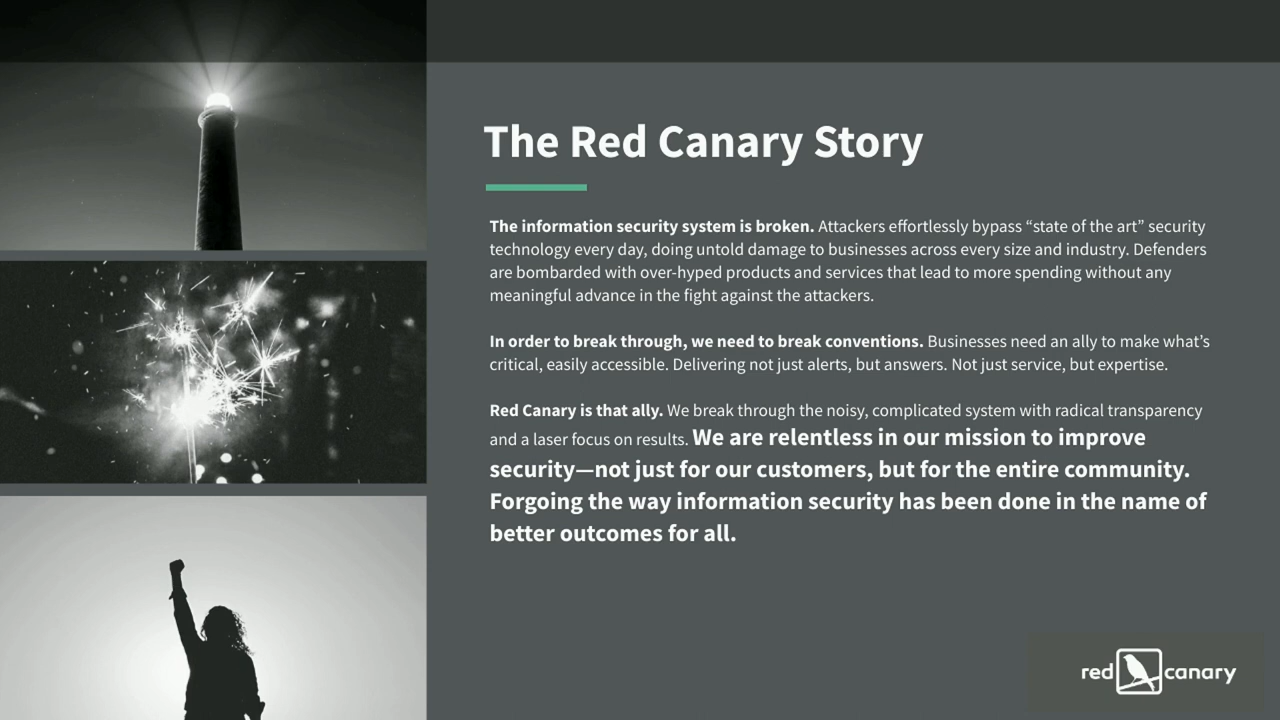 The Red Canary Story
The information security system is broken. Attackers effortlessly bypass “state of the art” security
technology every day, doing untold damage to businesses across every size and industry. Defenders
are bombarded with over-hyped products and services that lead to more spending without any
meaningful advance in the fight against the attackers.
In order to break through, we need to break conventions. Businesses need an ally to make what’s
critical, easily accessible. Delivering not just alerts, but answers. Not just service, but expertise.
Red Canary is that ally. We break through the noisy, complicated system with radical transparency
and a laser focus on results. We are relentless in our mission to improve
security—not just for our customers, but for the entire community.
Forgoing the way information security has been done in the name of
better outcomes for all.
red canary